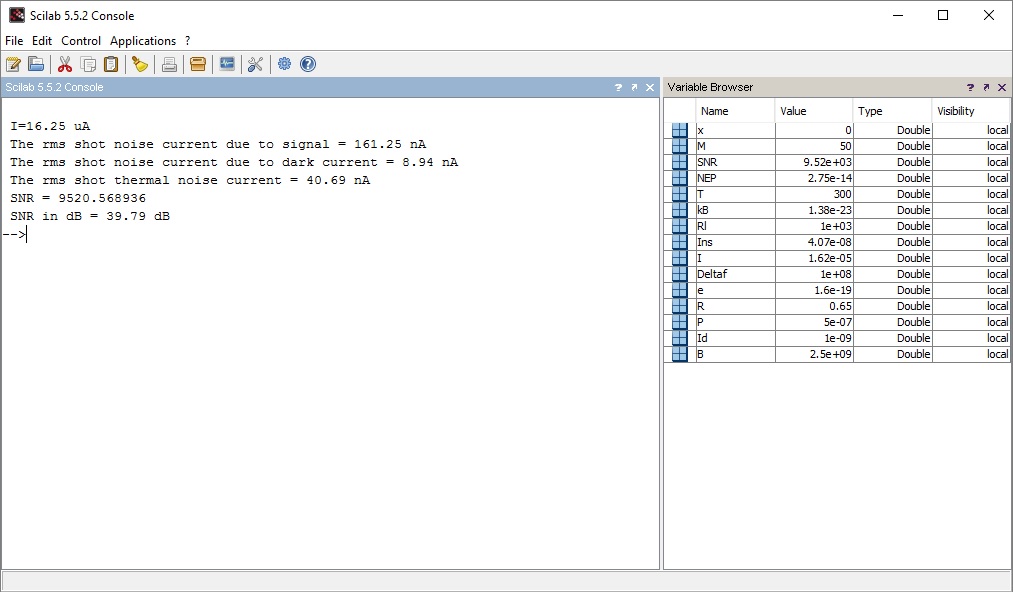 Scilab 5.5.2 Console
File Edit Control Applications ?
Scilab 5.5.2 Console ? 
I=16.25 uA
The rms shot noise current due to signal = 161.25 nA
The rms shot noise current due to dark current = 8.94 nA
The rms shot thermal noise current = 40.69 nA
SNR = 9520.568936
SNR in dB = 39.79 dB
-->
Variable Browser ?
Name Value Type Visibility
x 0 Double local
M 50 Double local
SNR 9.52e+03 Double local
NEP 2.75e-14 Double local
T 300 Double local
kB 1.38e-23 Double local
Rl 1e+03 Double local
Ins 4.07e-08 Double local
I 1.62e-05 Double local
Deltaf 1e+08 Double local
e 1.6e-19 Double local
R 0.65 Double local
P 5e-07 Double local
Id 1e-09 Double local
B 2.5e+09 Double local